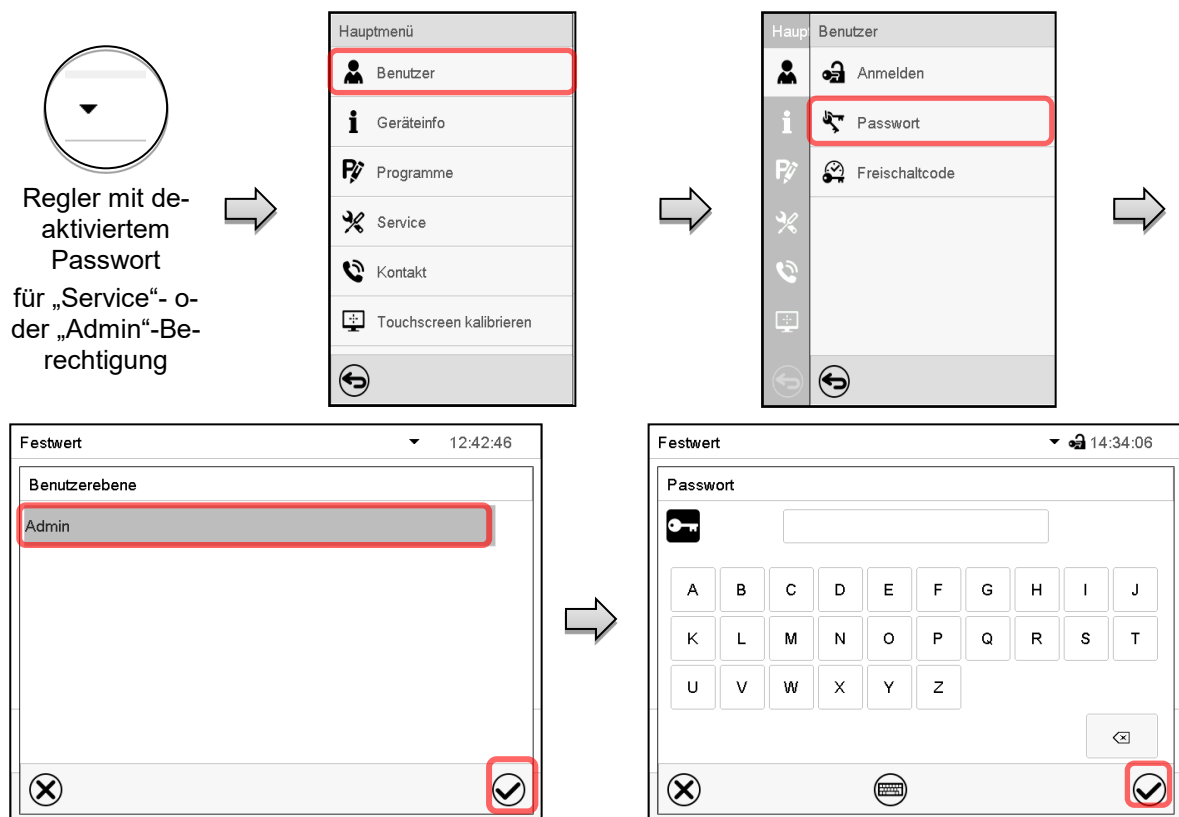 Regler mit de-
aktiviertem
Passwort
für „Service“- o-
der „Admin“-Be-
rechtigung
Hauptmenü
Benutzer
Geräteinfo
Programme
Service
Kontakt
Touchscreen kalibrieren
Haup
Benutzer
Anmelden
Passwort
Freischaltcode
Festwert 12:42:46
Benutzerebene
Admin
Festwert 14:34:06
Passwort
A B C D E F G H I J
K L M N O P Q R S T
U V W X Y Z